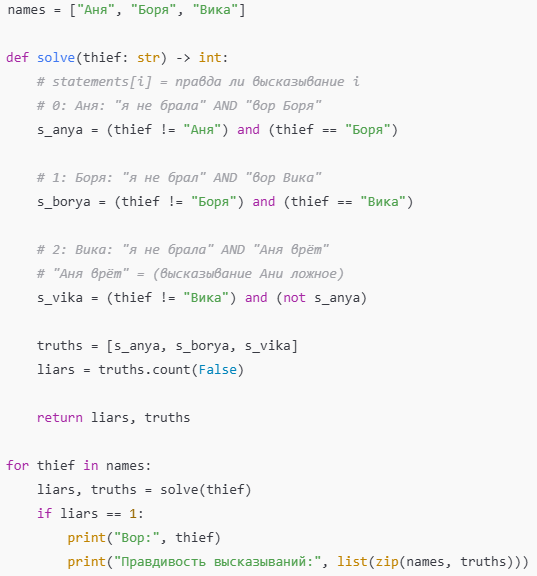 names = ["Аня", "Боря", "Вика"]
def solve(thief: str) -> int:
# statements[i] = правда ли высказывание i
# 0: Аня: "я не брала" AND "вор Боря"
s_anya = (thief != "Аня") and (thief == "Боря")
# 1: Боря: "я не брал" AND "вор Вика"
s_borya = (thief != "Боря") and (thief == "Вика")
# 2: Вика: "я не брала" AND "Аня врёт"
# "Аня врёт" = (высказывание Ани ложное)
s_vika = (thief != "Вика") and (not s_anya)
truths = [s_anya, s_borya, s_vika]
liars = truths.count(False)
return liars, truths
for thief in names:
liars, truths = solve(thief)
if liars == 1:
print("Вор:", thief)
print("Правдивость высказываний:", list(zip(names, truths)))